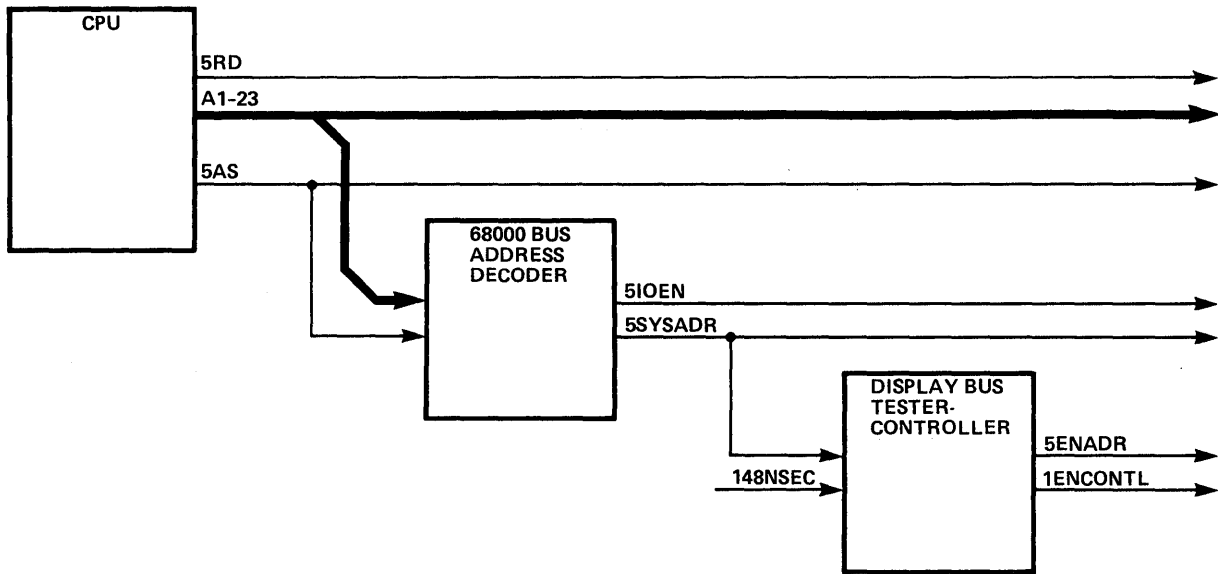 CPU
5RD
A1-23
5AS
68000 BUS
ADDRESS
DECODER
5IOEN
5SYSADR
DISPLAY BUS
TESTER-
CONTROLLER
5ENADR
148NSEC
1ENCONTL